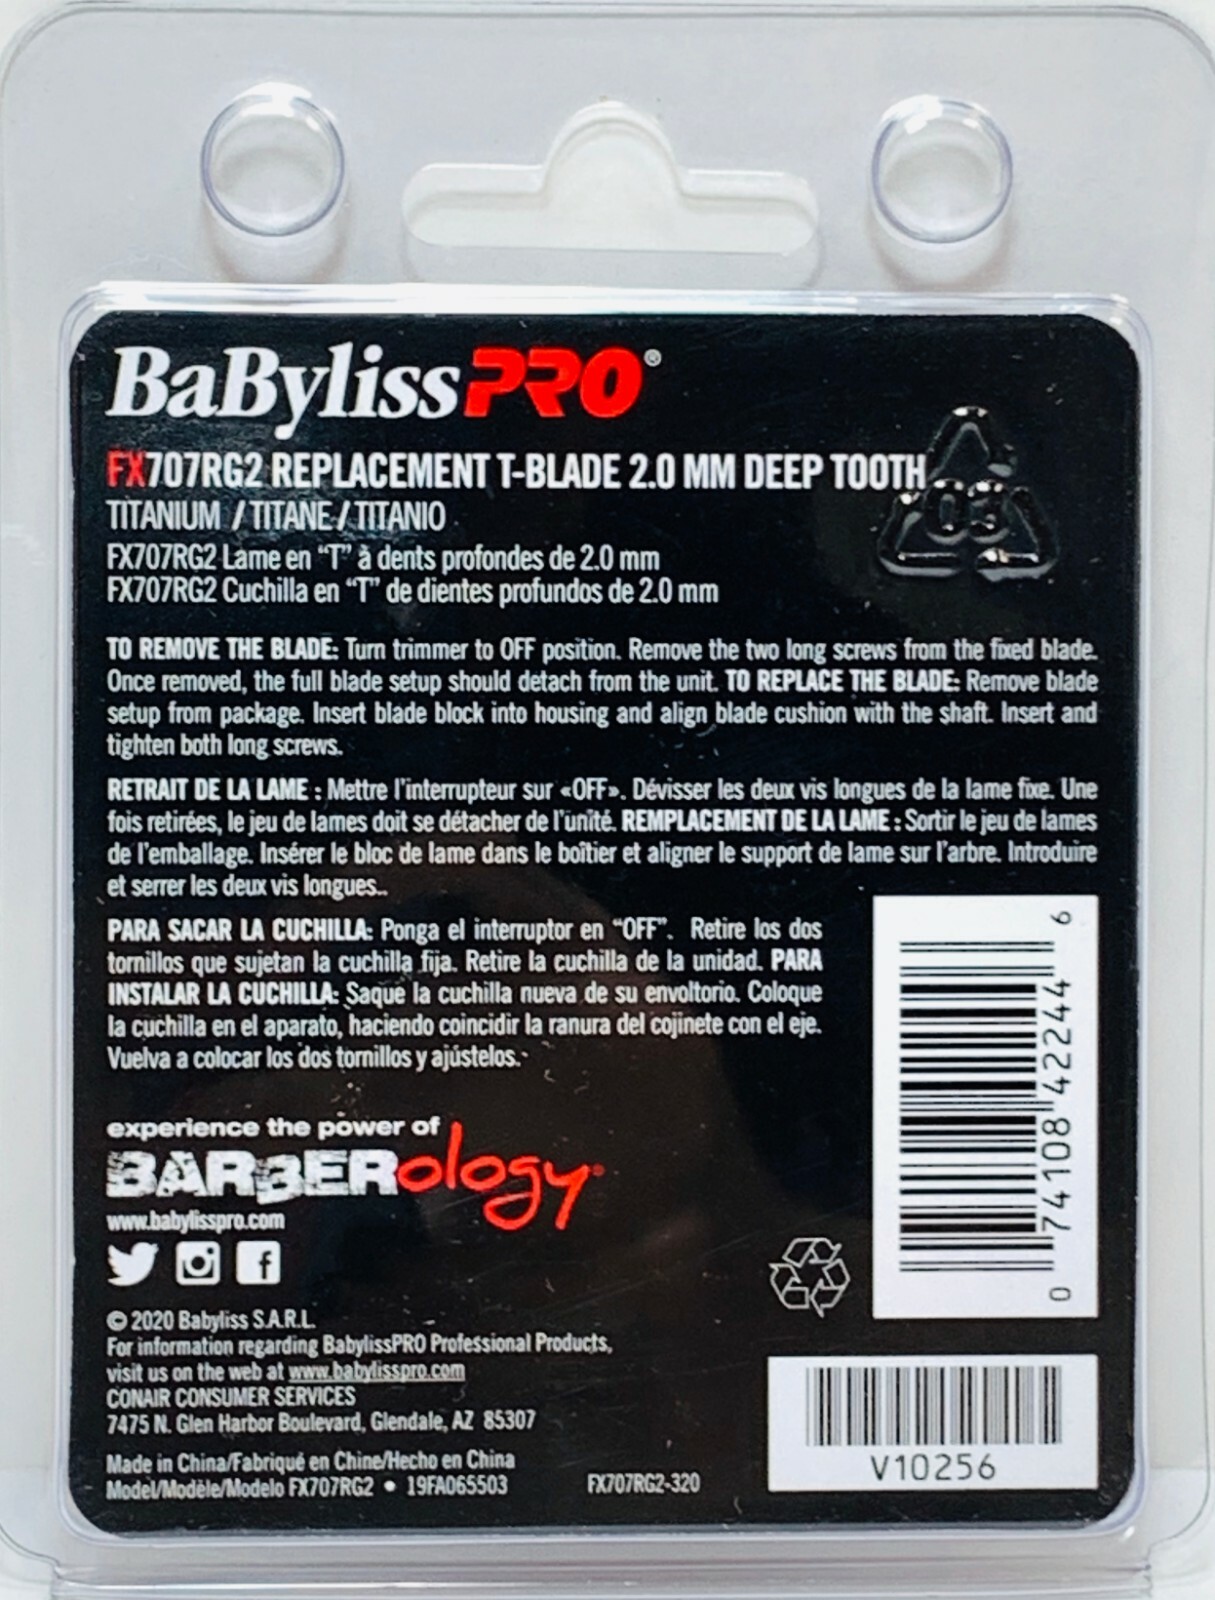 BaBylissPRO®
FX707RG2 REPLACEMENT T-BLADE 2.0 MM DEEP TOOTH
03
TITANIUM / TITANE / TITANIO
FX707RG2 Lame en “T” à dents profondes de 2.0 mm
FX707RG2 Cuchilla en “T” de dientes profundos de 2.0 mm
TO REMOVE THE BLADE: Turn trimmer to OFF position. Remove the two long screws from the fixed blade.
Once removed, the full blade setup should detach from the unit. TO REPLACE THE BLADE: Remove blade
setup from package. Insert blade block into housing and align blade cushion with the shaft. Insert and
tighten both long screws.
RETRAIT DE LA LAME : Mettre l’interrupteur sur «OFF». Dévisser les deux vis longues de la lame fixe. Une
fois retirées, le jeu de lames doit se détacher de l’unité. REMPLACEMENT DE LA LAME : Sortir le jeu de lames
de l’emballage. Insérer le bloc de lame dans le boîtier et aligner le support de lame sur l’arbre. Introduire
et serrer les deux vis longues..
PARA SACAR LA CUCHILLA: Ponga el interruptor en “OFF”. Retire los dos
tornillos que sujetan la cuchilla fija. Retire la cuchilla de la unidad. PARA
INSTALAR LA CUCHILLA: Saque la cuchilla nueva de su envoltorio. Coloque
la cuchilla en el aparato, haciendo coincidir la ranura del cojinete con el eje.
Vuelva a colocar los dos tornillos y ajústelos.
0 74108 42244 6
experience the power of
BARBERology®
www.babylisspro.com
© 2020 Babyliss S.A.R.L.
For information regarding BabylissPRO Professional Products,
visit us on the web at www.babylisspro.com
CONAIR CONSUMER SERVICES
7475 N. Glen Harbor Boulevard, Glendale, AZ 85307
Made in China/Fabriqué en Chine/Hecho en China
Model/Modèle/Modelo FX707RG2 • 19FA065503 FX707RG2-320
V10256